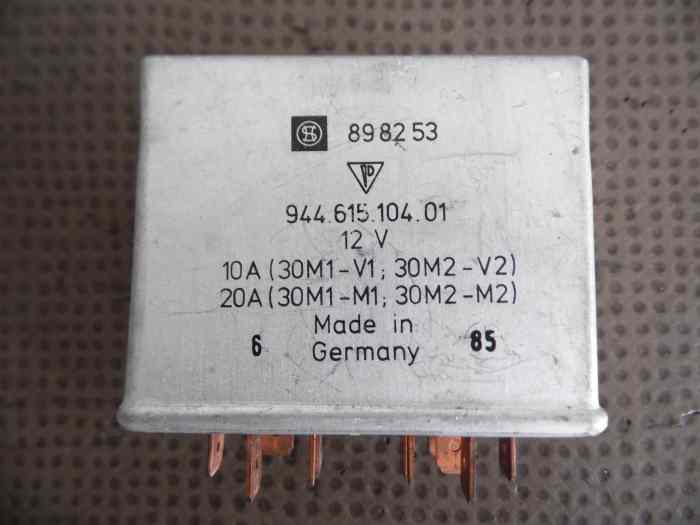 898253
944.615.104.01
12 V
10A (30M1-V1; 30M2-V2)
20A (30M1-M1; 30M2-M2)
Made in
6 Germany 85